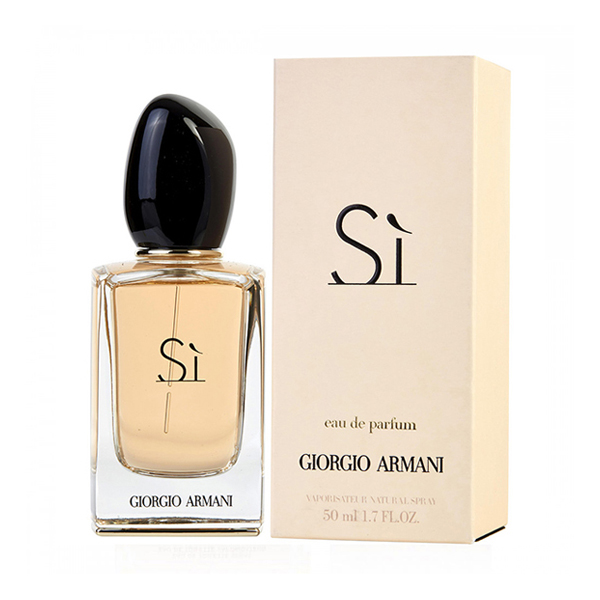 Sì
GIORGIO ARMANI
Sì
eau de parfum
GIORGIO ARMANI
VAPORISATEUR NATURAL SPRAY
50 ml 1.7 FL.OZ.